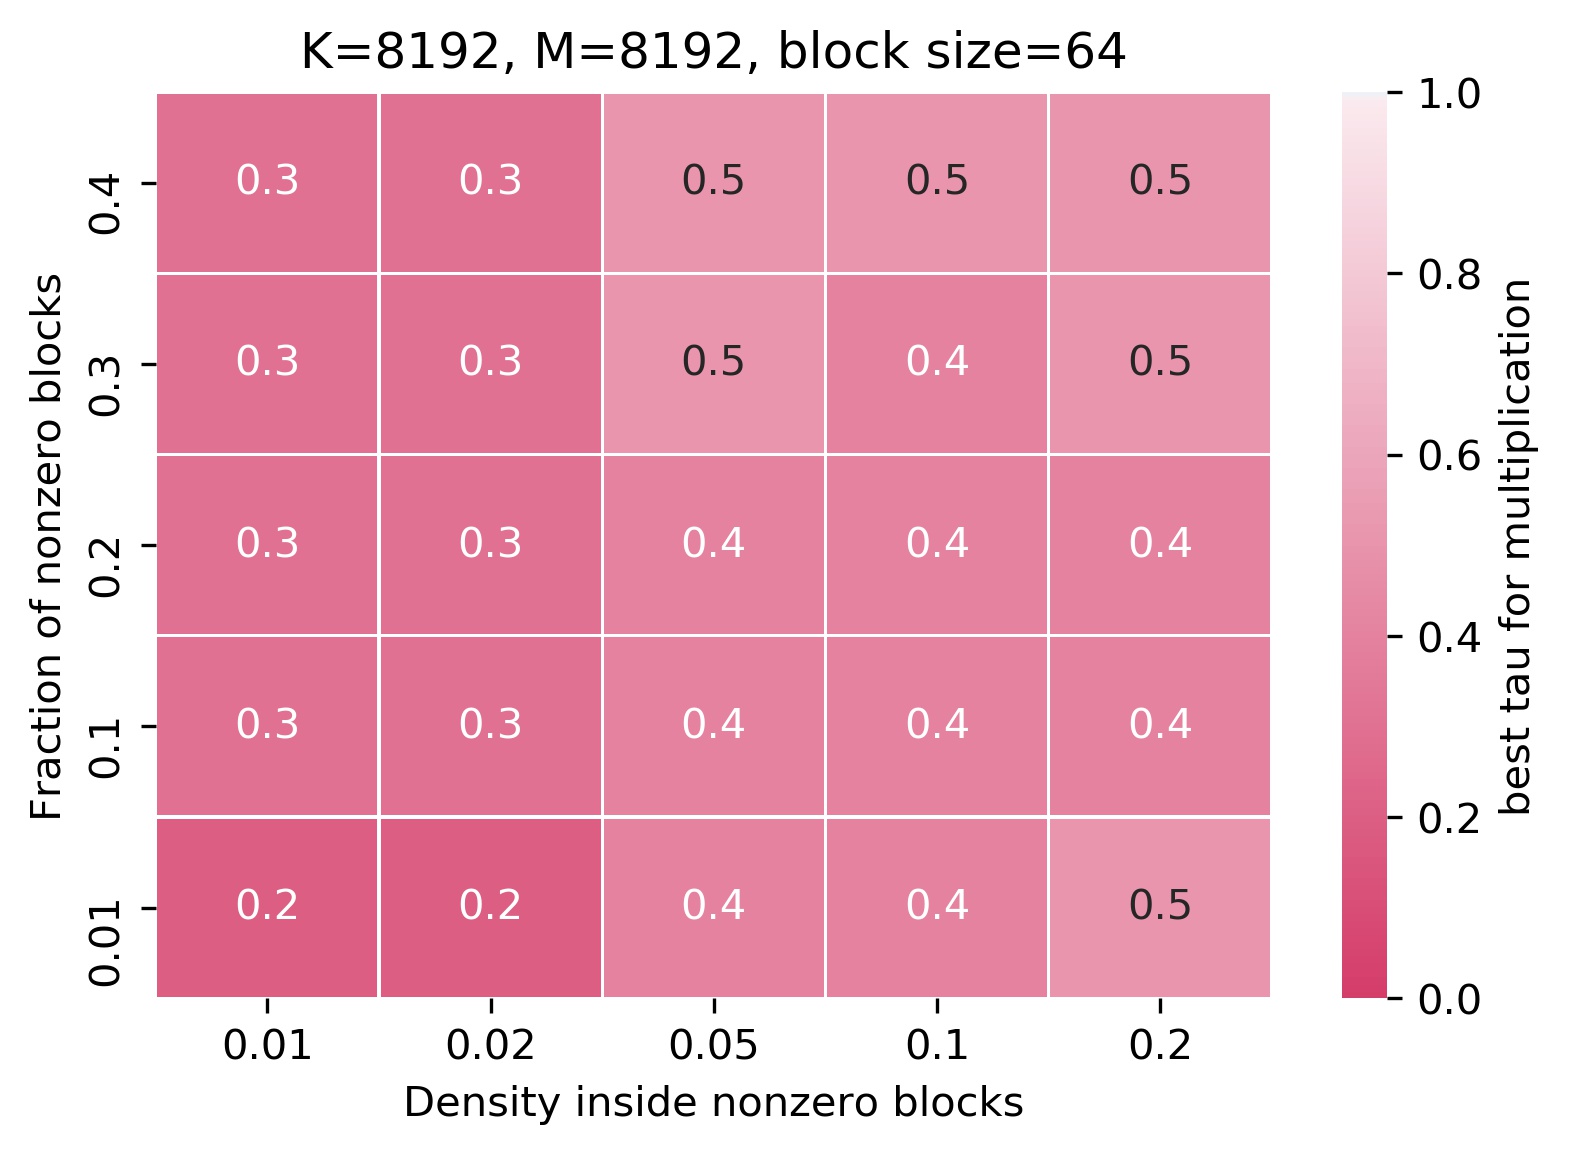 K=8192, M=8192, block size=64
Fraction of nonzero blocks
0.4 0.3 0.3 0.5 0.5 0.5
0.3 0.3 0.3 0.5 0.4 0.5
0.2 0.3 0.3 0.4 0.4 0.4
0.1 0.3 0.3 0.4 0.4 0.4
0.01 0.2 0.2 0.4 0.4 0.5
0.01 0.02 0.05 0.1 0.2
Density inside nonzero blocks
1.0
0.8
0.6
0.4
0.2
0.0
best tau for multiplication